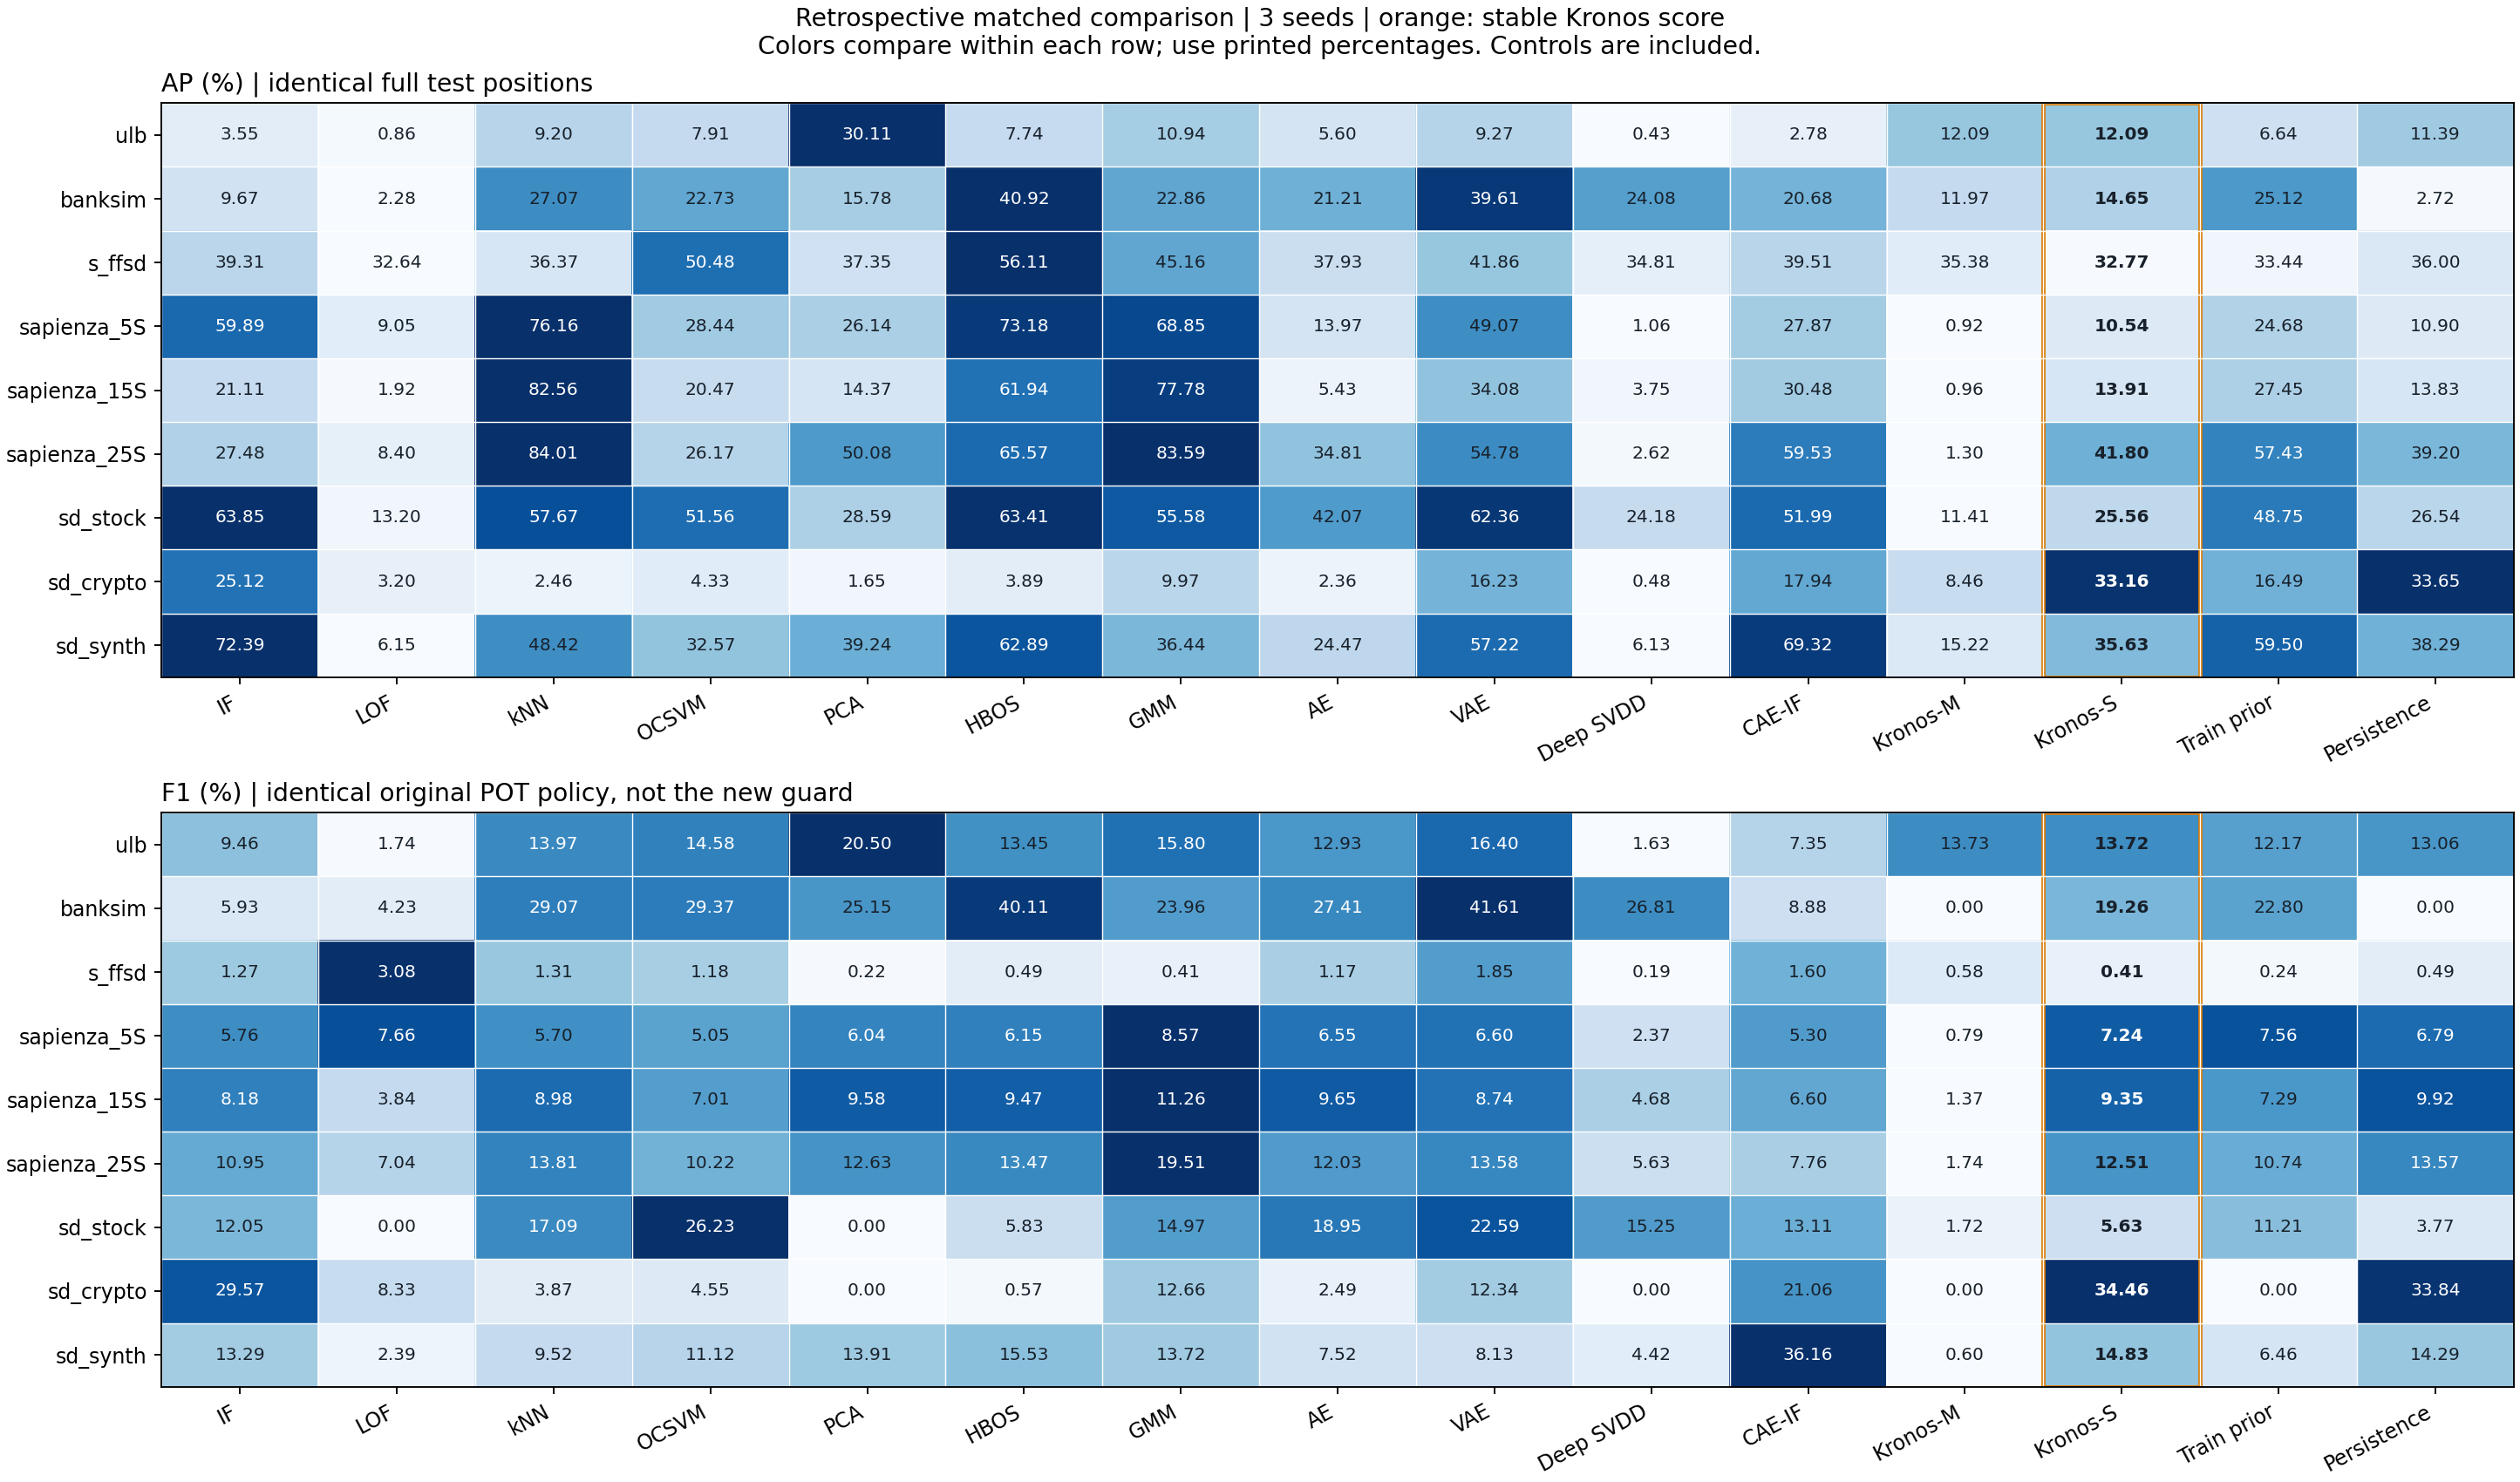 Retrospective matched comparison | 3 seeds | orange: stable Kronos score
Colors compare within each row; use printed percentages. Controls are included.
AP (%) | identical full test positions
ulb 3.55 0.86 9.20 7.91 30.11 7.74 10.94 5.60 9.27 0.43 2.78 12.09 12.09 6.64 11.39
banksim 9.67 2.28 27.07 22.73 15.78 40.92 22.86 21.21 39.61 24.08 20.68 11.97 14.65 25.12 2.72
s_ffsd 39.31 32.64 36.37 50.48 37.35 56.11 45.16 37.93 41.86 34.81 39.51 35.38 32.77 33.44 36.00
sapienza_5S 59.89 9.05 76.16 28.44 26.14 73.18 68.85 13.97 49.07 1.06 27.87 0.92 10.54 24.68 10.90
sapienza_15S 21.11 1.92 82.56 20.47 14.37 61.94 77.78 5.43 34.08 3.75 30.48 0.96 13.91 27.45 13.83
sapienza_25S 27.48 8.40 84.01 26.17 50.08 65.57 83.59 34.81 54.78 2.62 59.53 1.30 41.80 57.43 39.20
sd_stock 63.85 13.20 57.67 51.56 28.59 63.41 55.58 42.07 62.36 24.18 51.99 11.41 25.56 48.75 26.54
sd_crypto 25.12 3.20 2.46 4.33 1.65 3.89 9.97 2.36 16.23 0.48 17.94 8.46 33.16 16.49 33.65
sd_synth 72.39 6.15 48.42 32.57 39.24 62.89 36.44 24.47 57.22 6.13 69.32 15.22 35.63 59.50 38.29
IF LOF kNN OCSVM PCA HBOS GMM AE VAE Deep SVDD CAE-IF Kronos-M Kronos-S Train prior Persistence
F1 (%) | identical original POT policy, not the new guard
ulb 9.46 1.74 13.97 14.58 20.50 13.45 15.80 12.93 16.40 1.63 7.35 13.73 13.72 12.17 13.06
banksim 5.93 4.23 29.07 29.37 25.15 40.11 23.96 27.41 41.61 26.81 8.88 0.00 19.26 22.80 0.00
s_ffsd 1.27 3.08 1.31 1.18 0.22 0.49 0.41 1.17 1.85 0.19 1.60 0.58 0.41 0.24 0.49
sapienza_5S 5.76 7.66 5.70 5.05 6.04 6.15 8.57 6.55 6.60 2.37 5.30 0.79 7.24 7.56 6.79
sapienza_15S 8.18 3.84 8.98 7.01 9.58 9.47 11.26 9.65 8.74 4.68 6.60 1.37 9.35 7.29 9.92
sapienza_25S 10.95 7.04 13.81 10.22 12.63 13.47 19.51 12.03 13.58 5.63 7.76 1.74 12.51 10.74 13.57
sd_stock 12.05 0.00 17.09 26.23 0.00 5.83 14.97 18.95 22.59 15.25 13.11 1.72 5.63 11.21 3.77
sd_crypto 29.57 8.33 3.87 4.55 0.00 0.57 12.66 2.49 12.34 0.00 21.06 0.00 34.46 0.00 33.84
sd_synth 13.29 2.39 9.52 11.12 13.91 15.53 13.72 7.52 8.13 4.42 36.16 0.60 14.83 6.46 14.29
IF LOF kNN OCSVM PCA HBOS GMM AE VAE Deep SVDD CAE-IF Kronos-M Kronos-S Train prior Persistence